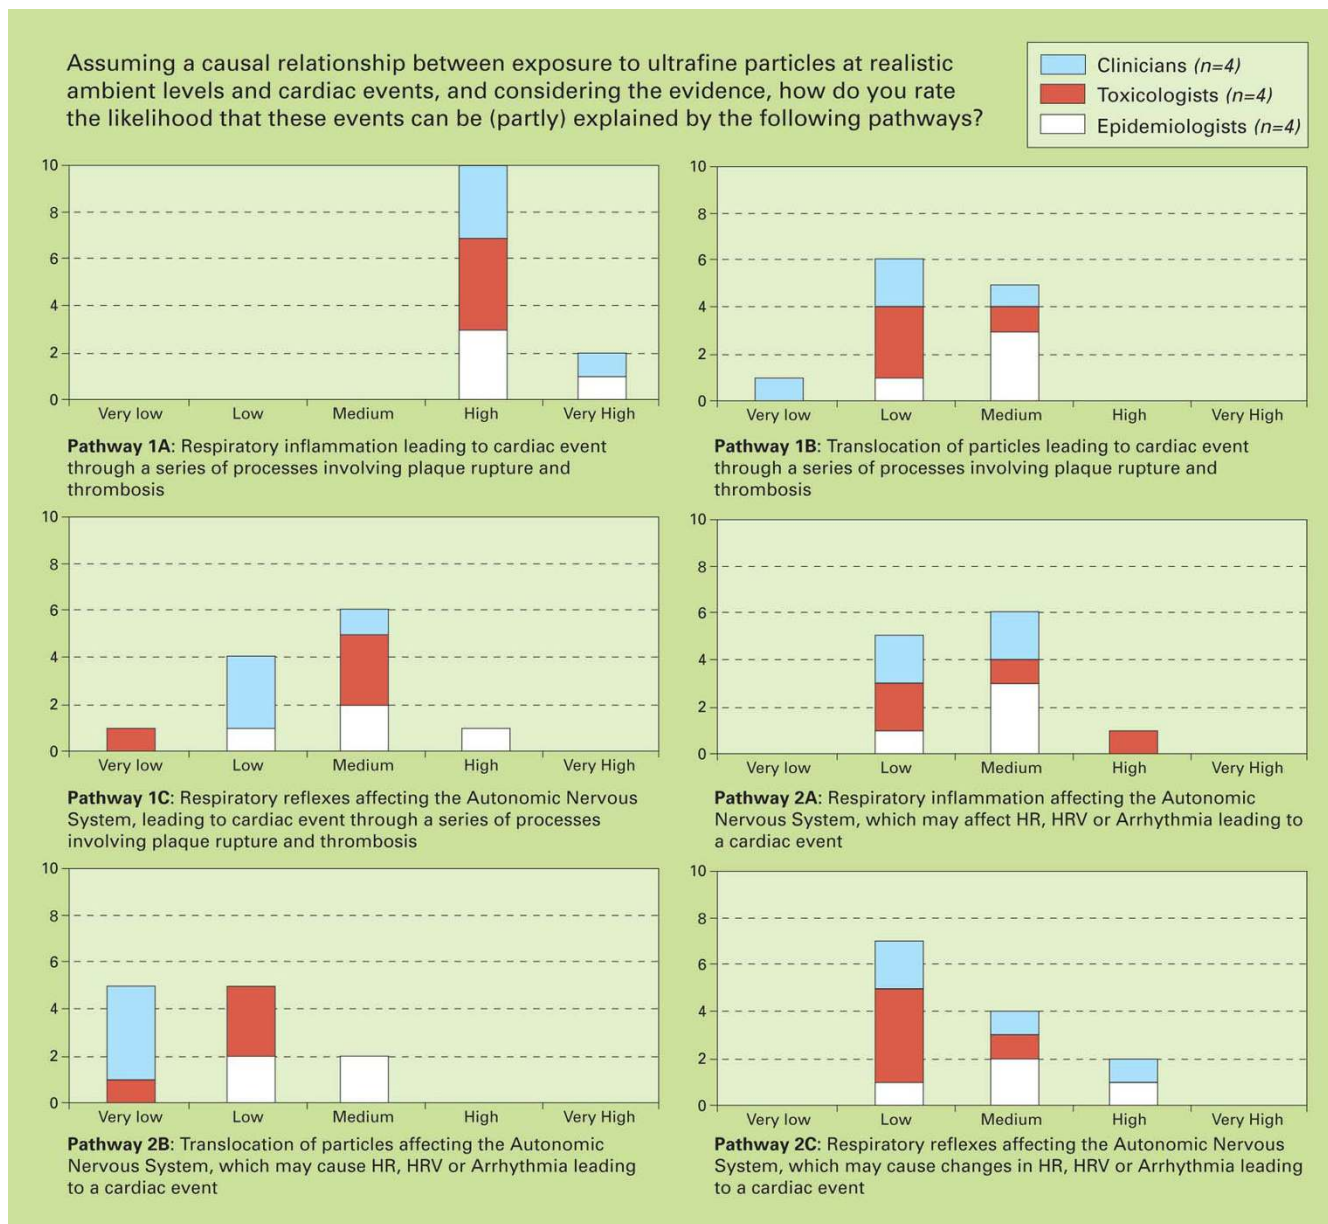 Assuming a causal relationship between exposure to ultrafine particles at realistic
ambient levels and cardiac events, and considering the evidence, how do you rate
the likelihood that these events can be (partly) explained by the following pathways?
Clinicians (n=4)
Toxicologists (n=4)
Epidemiologists (n=4)
10
8
6
4
2
0
Very low Low Medium High Very High
Pathway 1A: Respiratory inflammation leading to cardiac event
through a series of processes involving plaque rupture and
thrombosis
10
8
6
4
2
0
Very low Low Medium High Very High
Pathway 1B: Translocation of particles leading to cardiac event
through a series of processes involving plaque rupture and
thrombosis
10
8
6
4
2
0
Very low Low Medium High Very High
Pathway 1C: Respiratory reflexes affecting the Autonomic Nervous
System, leading to cardiac event through a series of processes
involving plaque rupture and thrombosis
10
8
6
4
2
0
Very low Low Medium High Very High
Pathway 2A: Respiratory inflammation affecting the Autonomic
Nervous System, which may affect HR, HRV or Arrhythmia leading to
a cardiac event
10
8
6
4
2
0
Very low Low Medium High Very High
Pathway 2B: Translocation of particles affecting the Autonomic
Nervous System, which may cause HR, HRV or Arrhythmia leading
to a cardiac event
10
8
6
4
2
0
Very low Low Medium High Very High
Pathway 2C: Respiratory reflexes affecting the Autonomic Nervous
System, which may cause changes in HR, HRV or Arrhythmia leading
to a cardiac event